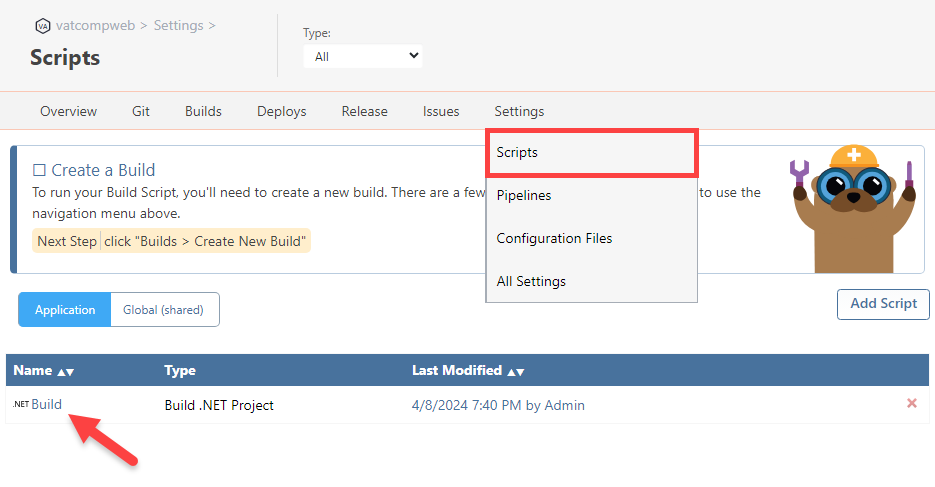 VA vatcompweb > Settings >
Scripts
Type:
All
Overview Git Builds Deploys Release Issues Settings
Scripts
Pipelines
Configuration Files
All Settings
Create a Build
To run your Build Script, you'll need to create a new build. There are a few to use the
navigation menu above.
Next Step click "Builds > Create New Build"
Application Global (shared)
Add Script
Name Type Last Modified
.NET Build Build .NET Project 4/8/2024 7:40 PM by Admin